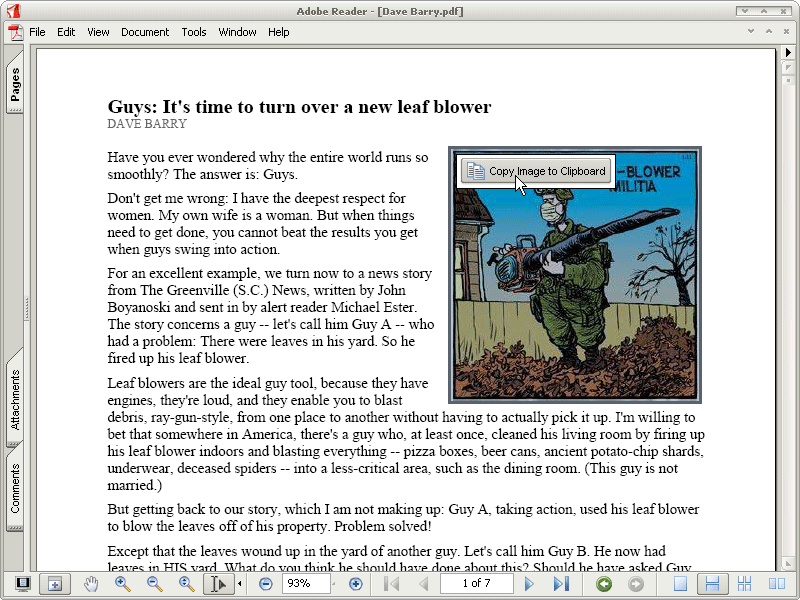 Adobe Reader - [Dave Barry.pdf]
File Edit View Document Tools Window Help
Pages
Attachments
Comments
Guys: It's time to turn over a new leaf blower
DAVE BARRY
Copy Image to Clipboard
-BLOWER
MILITIA
Have you ever wondered why the entire world runs so
smoothly? The answer is: Guys.
Don't get me wrong: I have the deepest respect for
women. My own wife is a woman. But when things
need to get done, you cannot beat the results you get
when guys swing into action.
For an excellent example, we turn now to a news story
from The Greenville (S.C.) News, written by John
Boyanoski and sent in by alert reader Michael Ester.
The story concerns a guy -- let's call him Guy A -- who
had a problem: There were leaves in his yard. So he
fired up his leaf blower.
Leaf blowers are the ideal guy tool, because they have
engines, they're loud, and they enable you to blast
debris, ray-gun-style, from one place to another without having to actually pick it up. I'm willing to
bet that somewhere in America, there's a guy who, at least once, cleaned his living room by firing up
his leaf blower indoors and blasting everything -- pizza boxes, beer cans, ancient potato-chip shards,
underwear, deceased spiders -- into a less-critical area, such as the dining room. (This guy is not
married.)
But getting back to our story, which I am not making up: Guy A, taking action, used his leaf blower
to blow the leaves off of his property. Problem solved!
Except that the leaves wound up in the yard of another guy. Let's call him Guy B. He now had
leaves in HIS yard. What do you think he should have done about this? Should he have asked Guy
93% 1 of 7